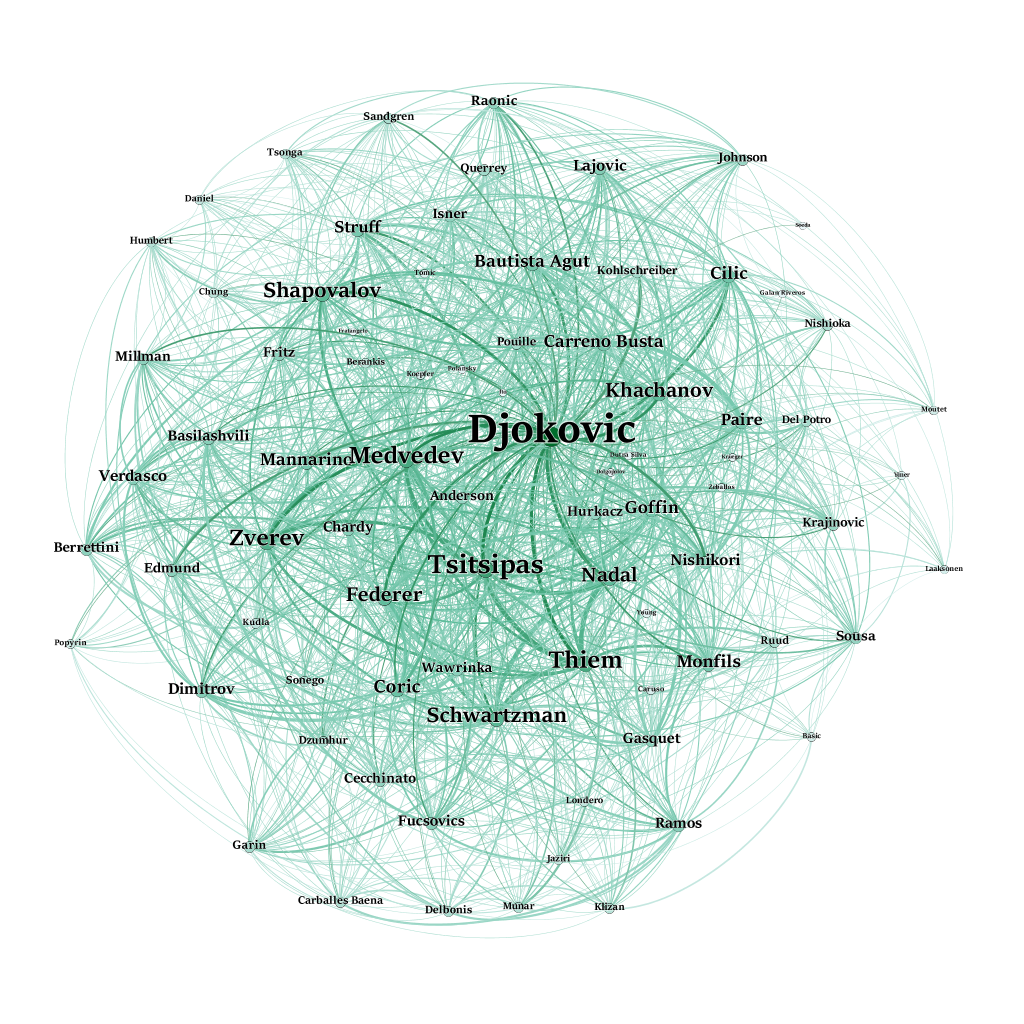 Raonic
Sandgren
Tsonga
Johnson
Querrey
Lajovic
Daniel
Isner
Struff
Humbert
Bautista Agut
Kohlschreiber
Cilic
Tomic
Shapovalov
Chung
Galan Riveros
Nishioka
Pouille
Carreno Busta
Fritz
Millman
Berankis
Polansky
Koepfer
Khachanov
Moutet
Paire
Del Potro
Djokovic
Basilashvili
Mannarino
Medvedev
Dutra Silva
Krueger
Dolgopolov
Verdasco
Zeballos
Anderson
Goffin
Hurkacz
Krajinovic
Chardy
Zverev
Berrettini
Nishikori
Tsitsipas
Edmund
Laaksonen
Nadal
Federer
Young
Kudla
Popyrin
Ruud
Sousa
Thiem
Monfils
Wawrinka
Sonego
Coric
Dimitrov
Caruso
Schwartzman
Basic
Gasquet
Dzumhur
Cecchinato
Londero
Fucsovics
Ramos
Garin
Jaziri
Carballes Baena
Munar
Klizan
Delbonis